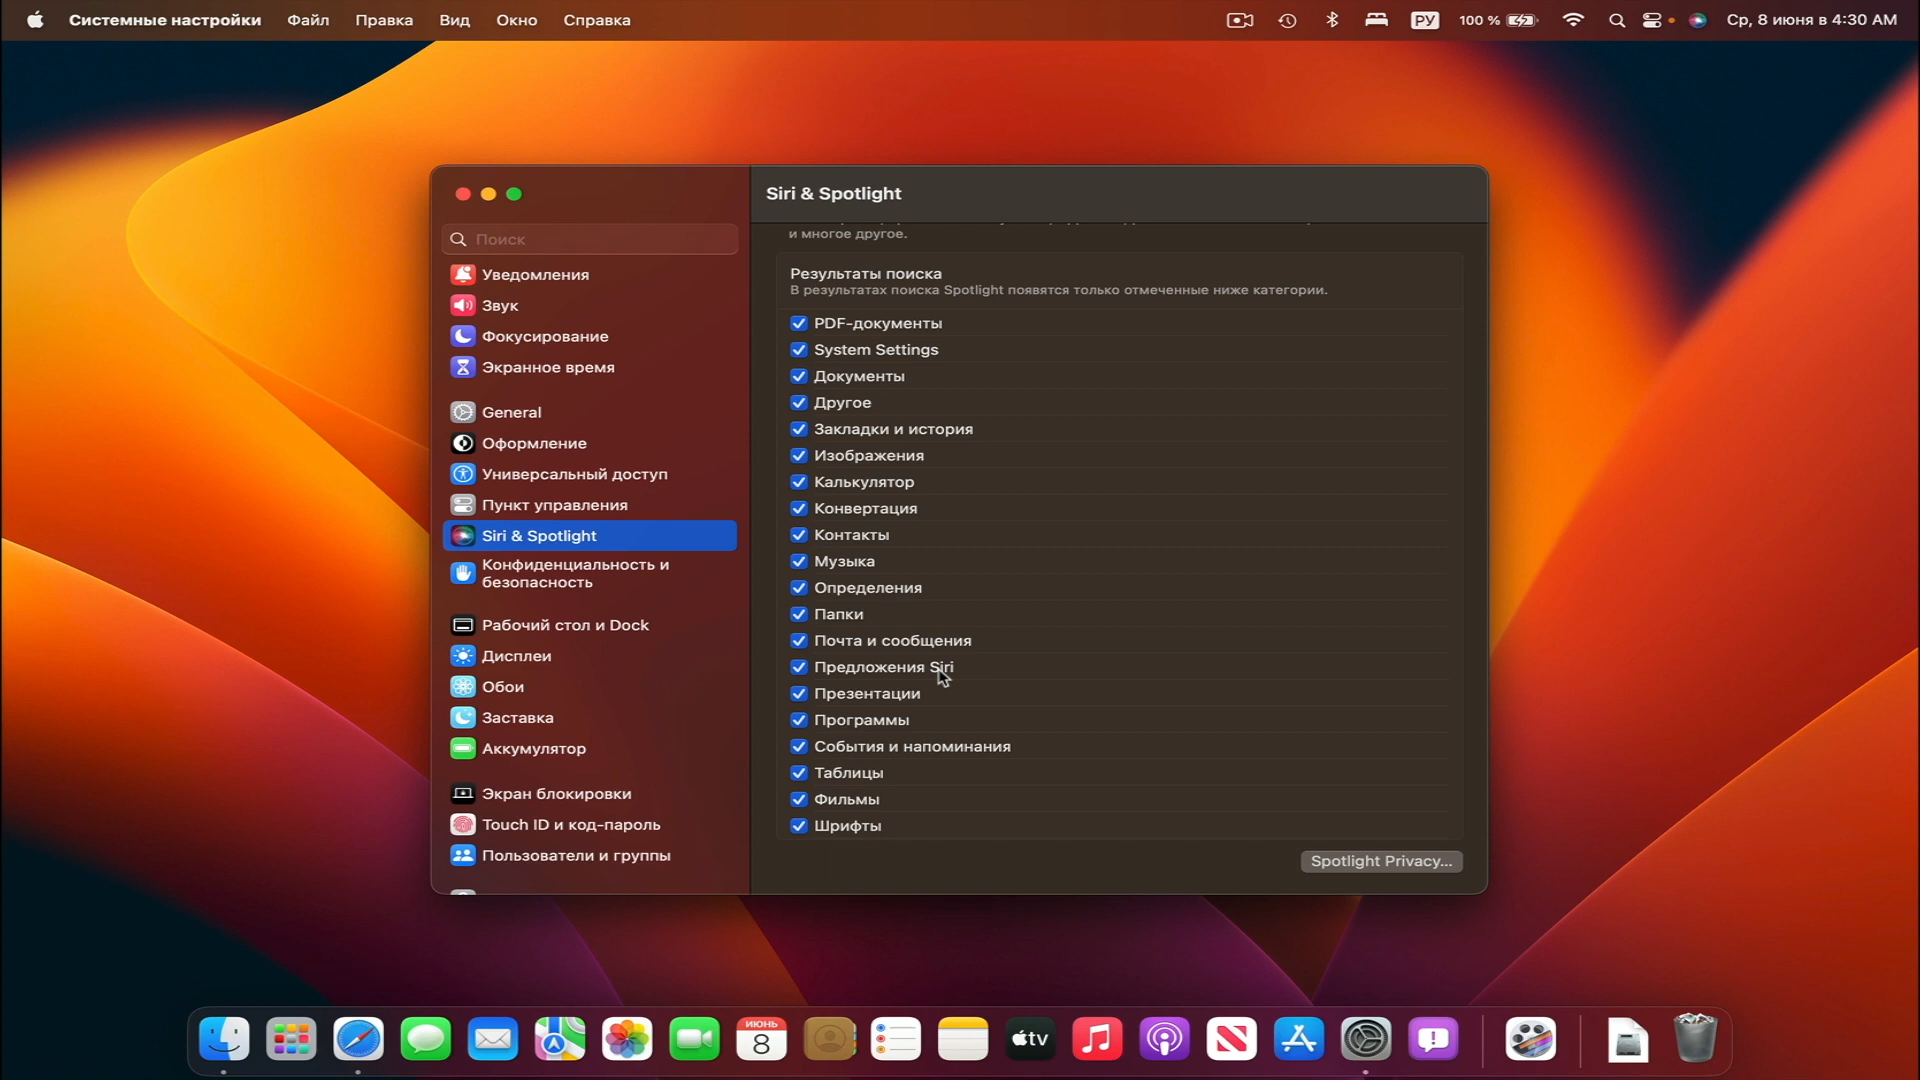 Системные настройки Файл Правка Вид Окно Справка РУ 100 % Ср, 8 июня в 4:30 AM
Siri & Spotlight
Поиск
Уведомления
Звук
Фокусирование
Экранное время
General
Оформление
Универсальный доступ
Пункт управления
Siri & Spotlight
Конфиденциальность и
безопасность
Рабочий стол и Dock
Дисплеи
Обои
Заставка
Аккумулятор
Экран блокировки
Touch ID и код-пароль
Пользователи и группы
и многое другое.
Результаты поиска
В результатах поиска Spotlight появятся только отмеченные ниже категории.
PDF-документы
System Settings
Документы
Другое
Закладки и история
Изображения
Калькулятор
Конвертация
Контакты
Музыка
Определения
Папки
Почта и сообщения
Предложения Siri
Презентации
Программы
События и напоминания
Таблицы
Фильмы
Шрифты
Spotlight Privacy...
ИЮНЬ
8
tv